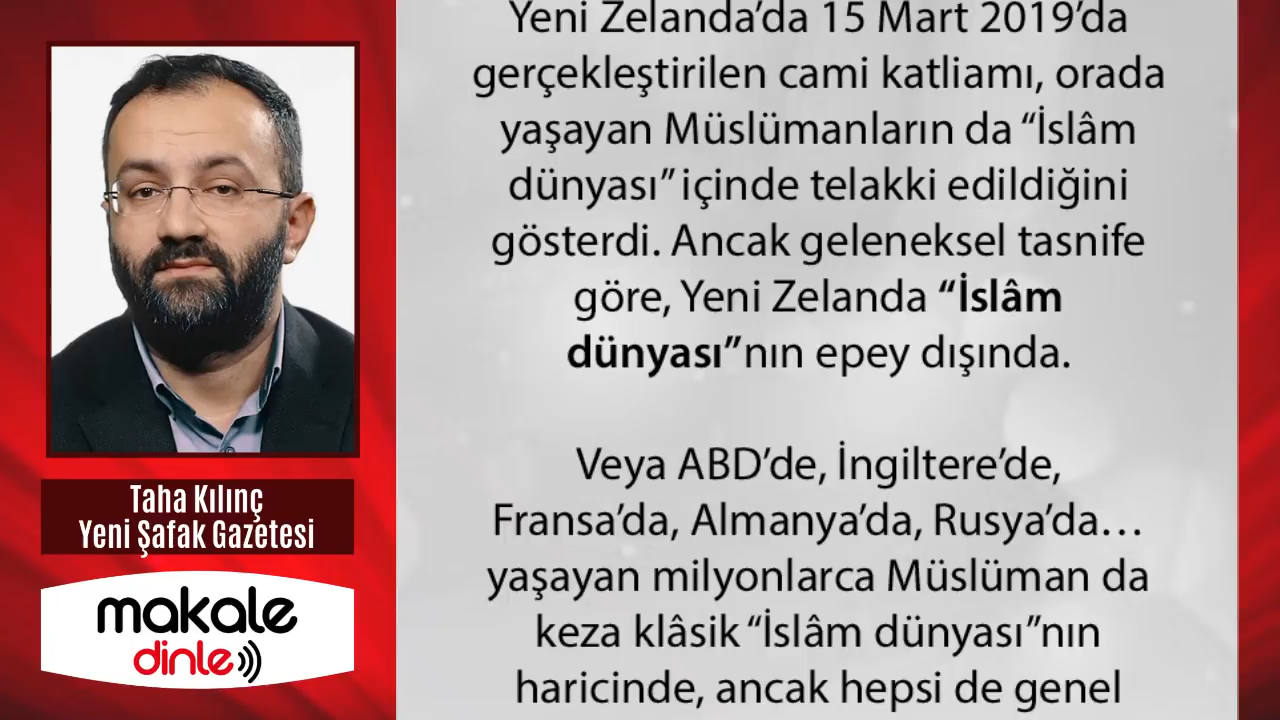 Yeni Zelanda’da 15 Mart 2019’da
gerçekleştirilen cami katliamı, orada
yaşayan Müslümanların da “İslâm
dünyası” içinde telakki edildiğini
gösterdi. Ancak geleneksel tasnife
göre, Yeni Zelanda “İslâm
dünyası”nın epey dışında.
Veya ABD’de, İngiltere’de,
Fransa’da, Almanya’da, Rusya’da…
yaşayan milyonlarca Müslüman da
keza klâsik “İslâm dünyası”nın
haricinde, ancak hepsi de genel
Taha Kılınç
Yeni Şafak Gazetesi
makale
dinle